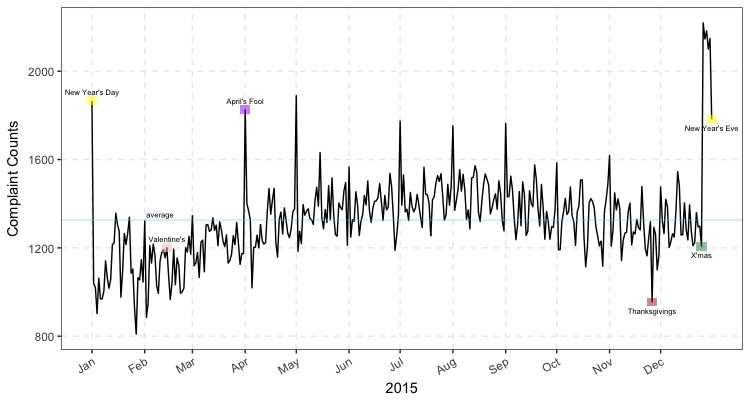 Complaint Counts
2000
1600
1200
800
New Year's Day
April's Fool
New Year's Eve
average
Valentine's
X'mas
Thanksgivings
Jan
Feb
Mar
Apr
May
Jun
Jul
Aug
Sep
Oct
Nov
Dec
2015